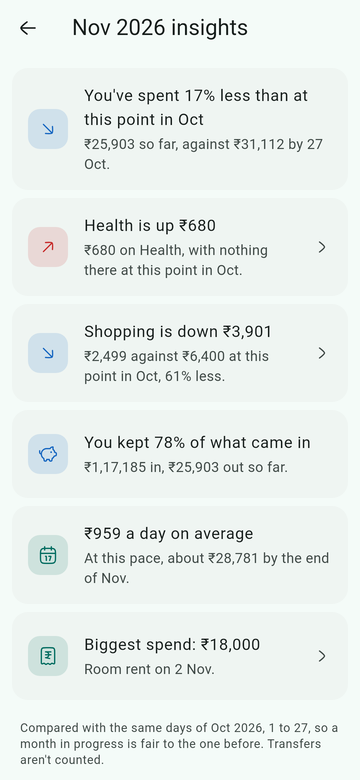 Nov 2026 insights
You've spent 17% less than at
this point in Oct
₹25,903 so far, against ₹31,112 by 27
Oct.
Health is up ₹680
₹680 on Health, with nothing
there at this point in Oct.
Shopping is down ₹3,901
₹2,499 against ₹6,400 at this
point in Oct, 61% less.
You kept 78% of what came in
₹1,17,185 in, ₹25,903 out so far.
17
₹959 a day on average
At this pace, about ₹28,781 by the end
of Nov.
₹
Biggest spend: ₹18,000
Room rent on 2 Nov.
Compared with the same days of Oct 2026, 1 to 27, so a
month in progress is fair to the one before. Transfers
aren't counted.